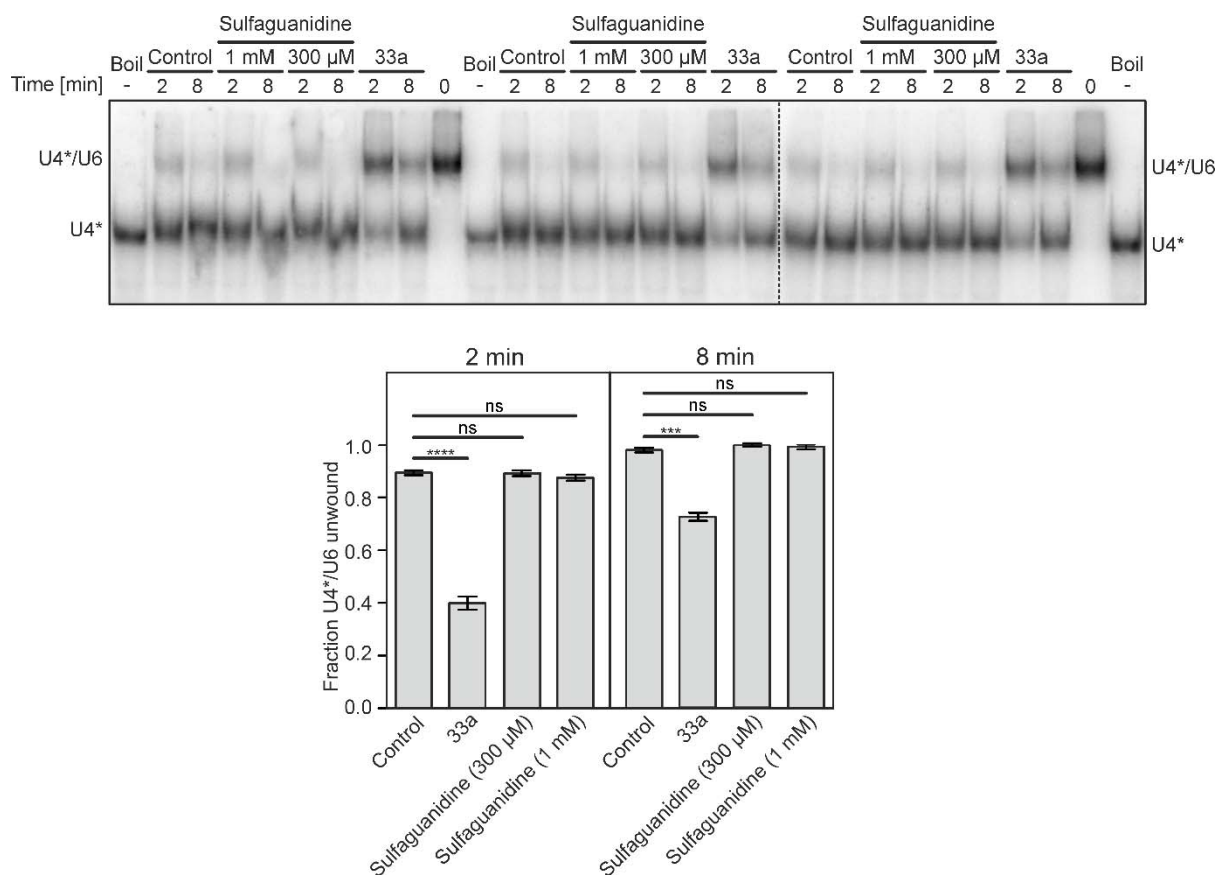 Sulfaguanidine Sulfaguanidine Sulfaguanidine
Boil Control 1 mM 300 µM 33a Boil Control 1 mM 300 µM 33a Control 1 mM 300 µM 33a Boil
Time [min] - 2 8 2 8 2 8 2 8 0 - 2 8 2 8 2 8 2 8 2 8 2 8 2 8 2 8 0 -
U4*/U6 U4*/U6
U4* U4*
2 min 8 min
ns
ns
ns
ns
***
****
1.0
0.8
0.6
0.4
0.2
0.0
Fraction U4*/U6 unwound
Control
33a
Sulfaguanidine (300 µM)
Sulfaguanidine (1 mM)
Control
33a
Sulfaguanidine (300 µM)
Sulfaguanidine (1 mM)